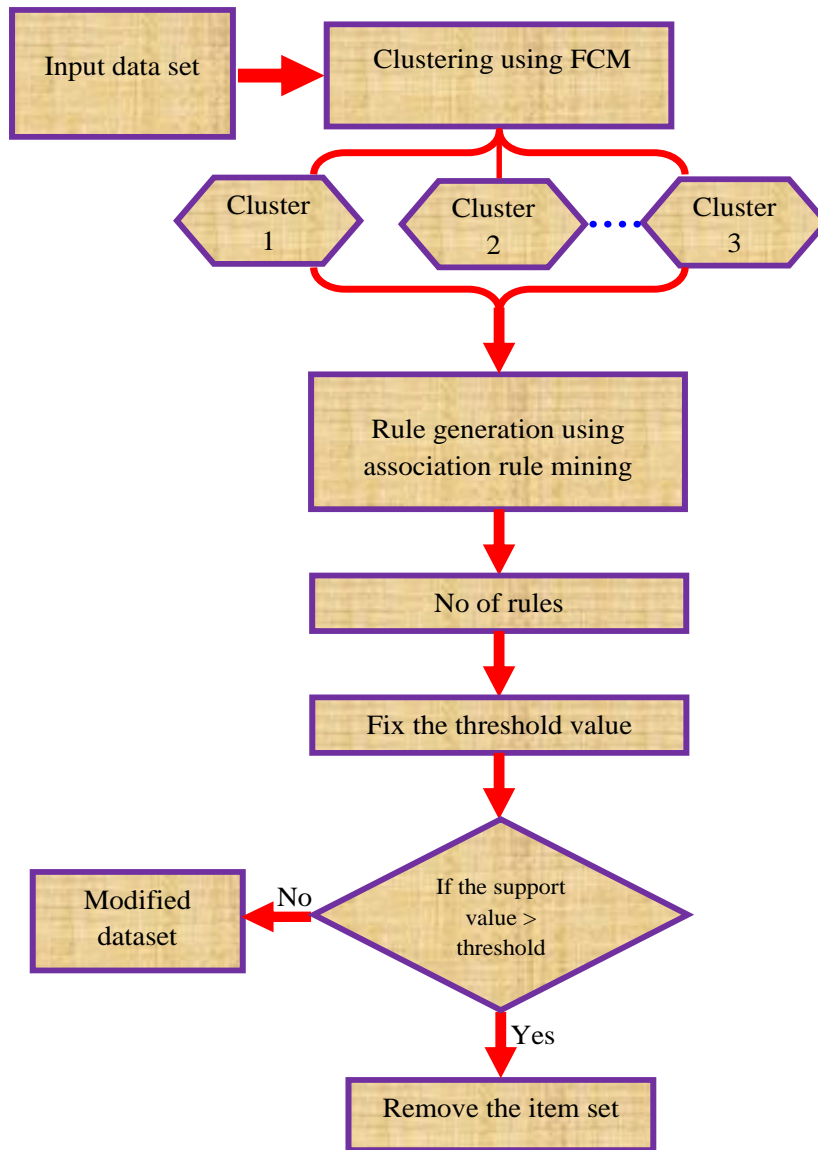 Input data set
Clustering using FCM
Cluster
1
Cluster
2
Cluster
3
Rule generation using
association rule mining
No of rules
Fix the threshold value
If the support
value >
threshold
No
Modified
dataset
Yes
Remove the item set